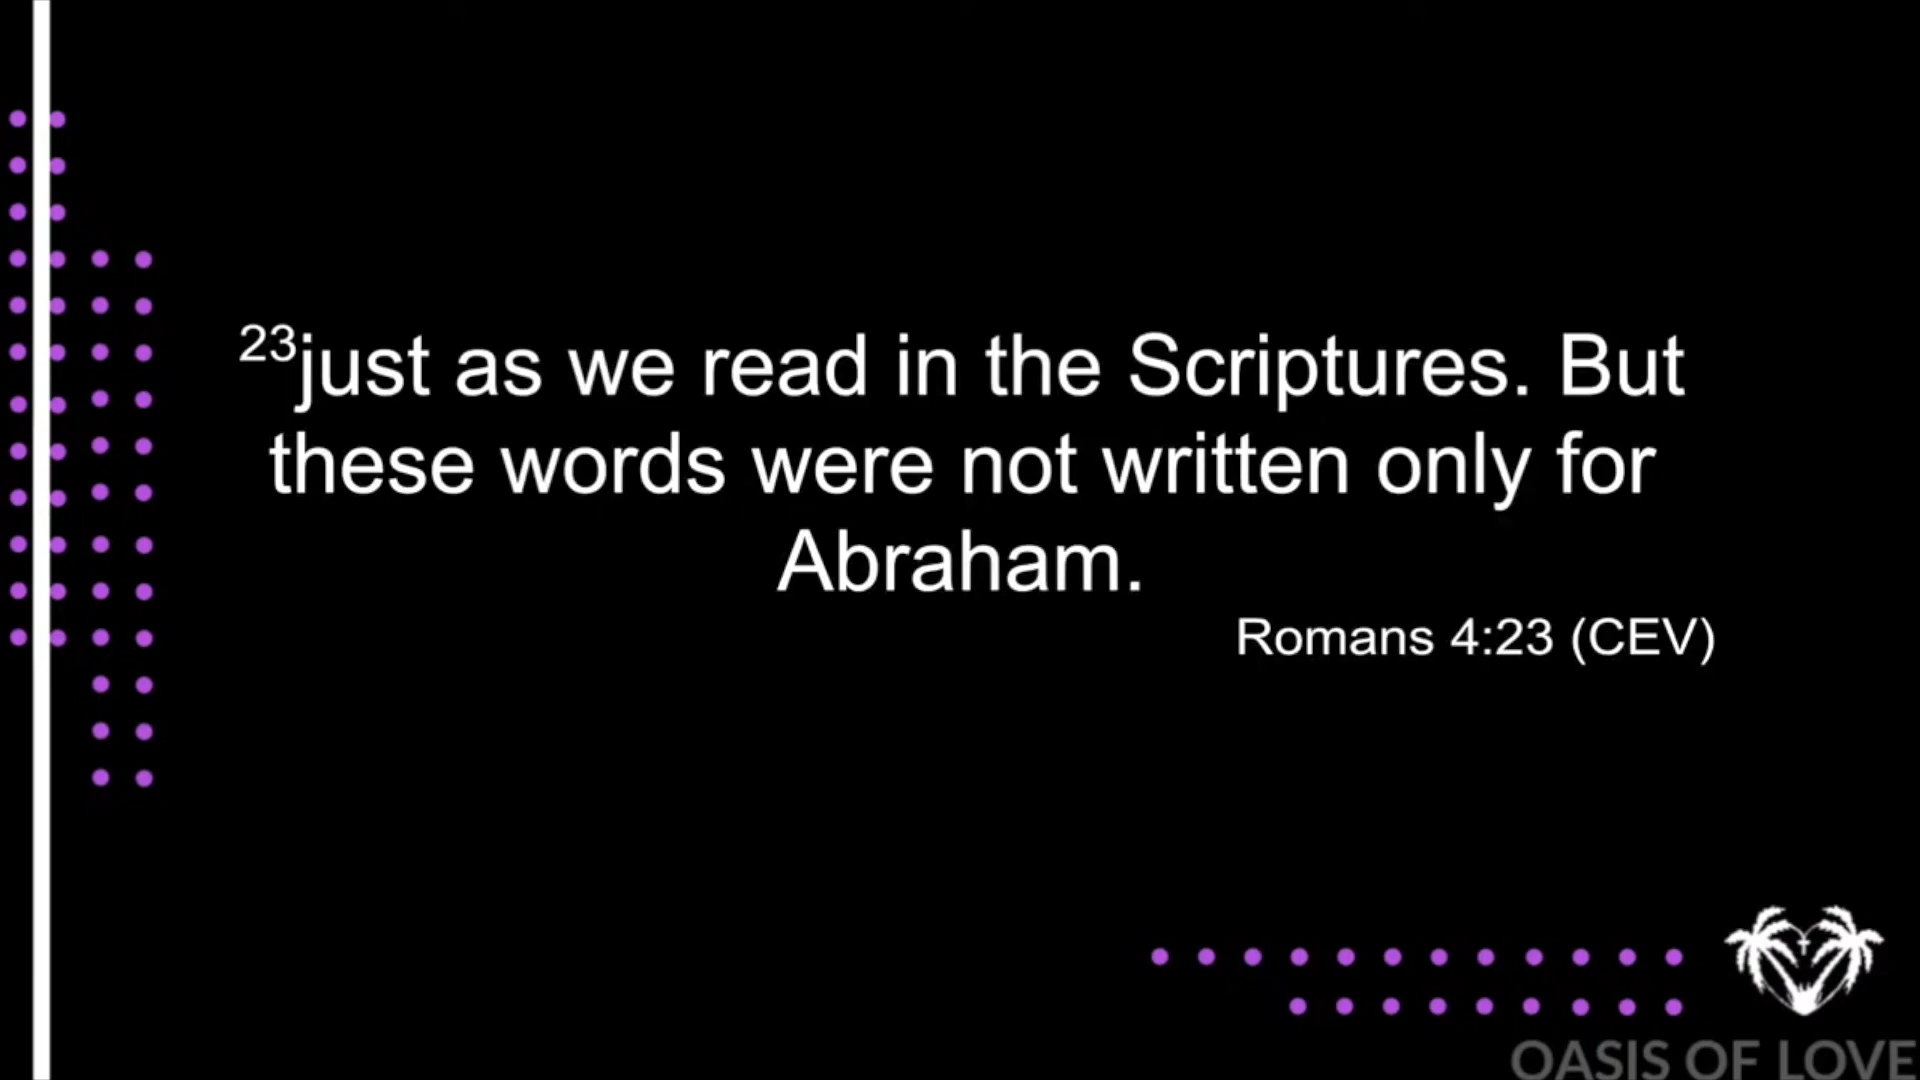 23just as we read in the Scriptures. But
these words were not written only for
Abraham.
Romans 4:23 (CEV)
OASIS OF LOVE